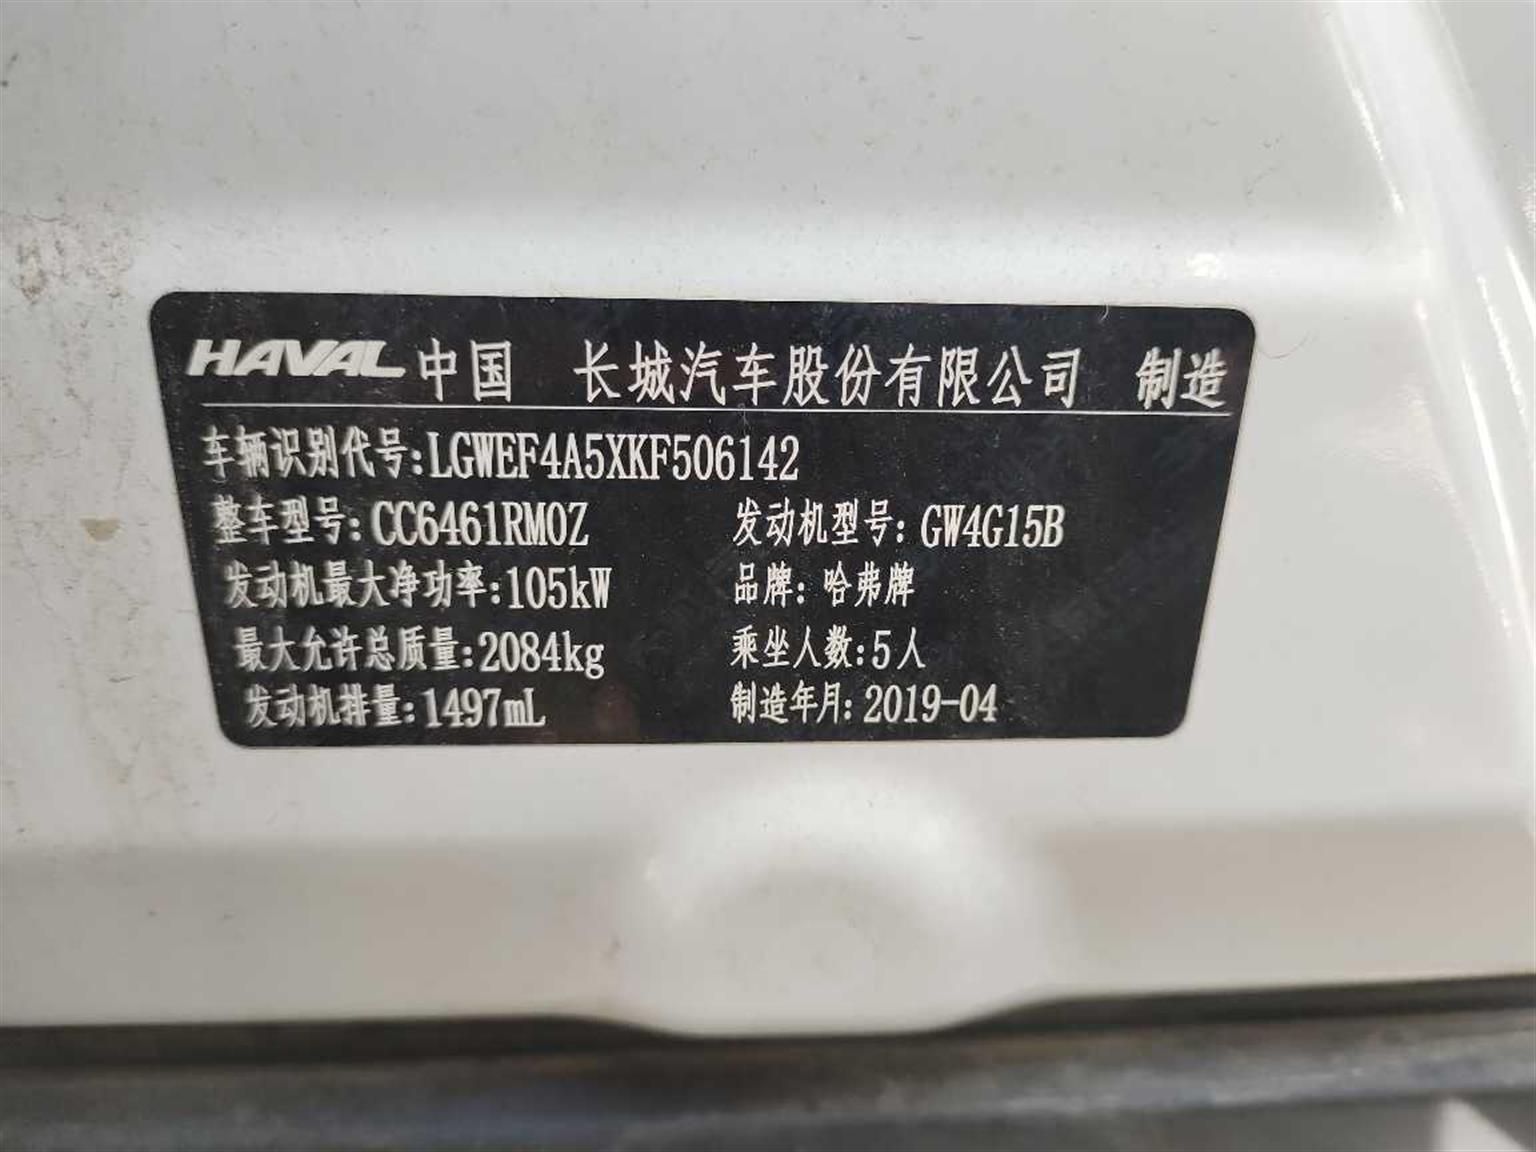 HAVAL 中国 长城汽车股份有限公司 制造
车辆识别代号:LGWEF4A5XKF506142
整车型号:CC6461RM0Z 发动机型号:GW4G15B
发动机最大净功率:105kW 品牌:哈弗牌
最大允许总质量:2084kg 乘坐人数:5人
发动机排量:1497mL 制造年月:2019-04